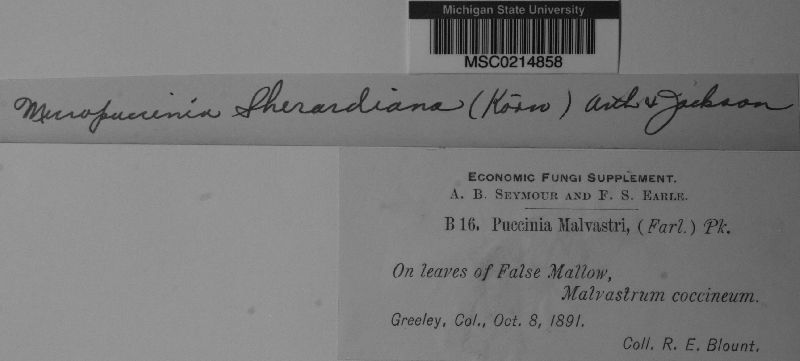 Michigan State University
MSC0214858
Micropuccinia Sherardiana (Körn) Arth & Jackson
Economic Fungi Supplement.
A. B. Seymour and F. S. Earle.
B 16. Puccinia Malvastri, (Farl.) Pk.
On leaves of False Mallow,
Malvastrum coccineum.
Greeley, Col., Oct. 8, 1891.
Coll. R. E. Blount.